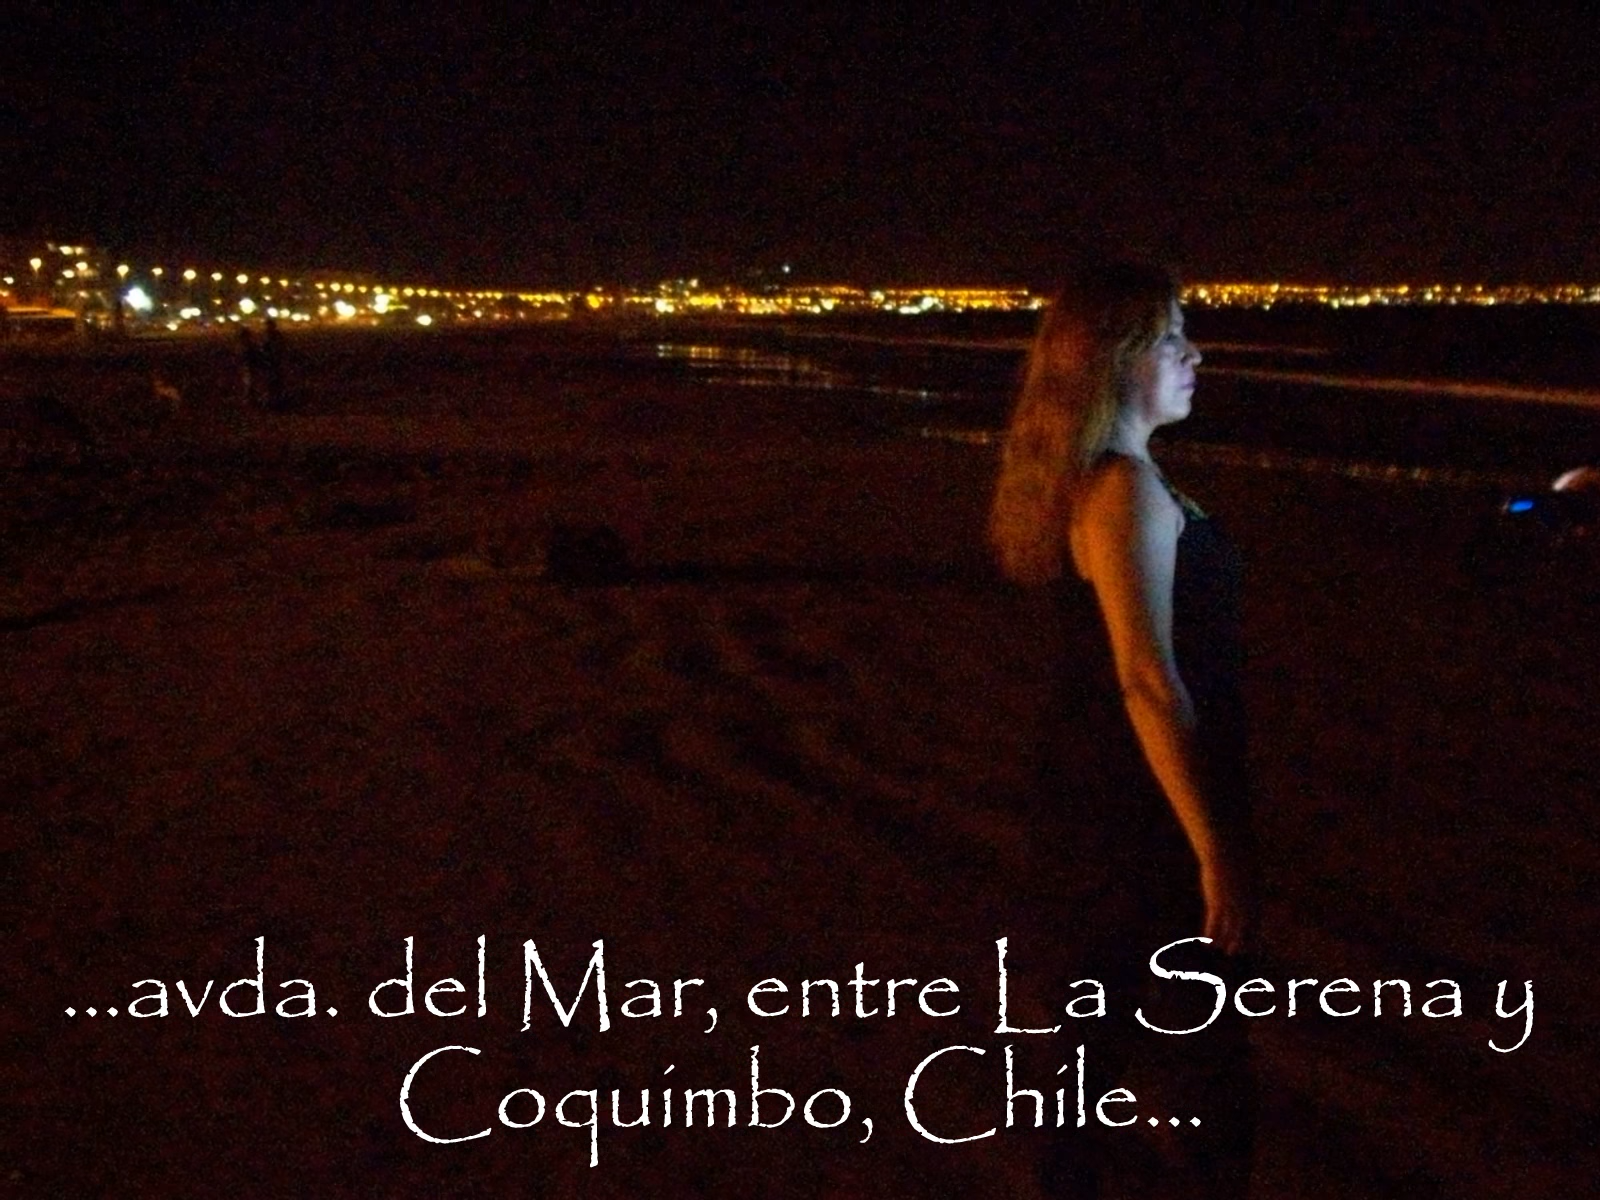 ...avda. del Mar, entre La Serena y
Coquimbo, Chile...